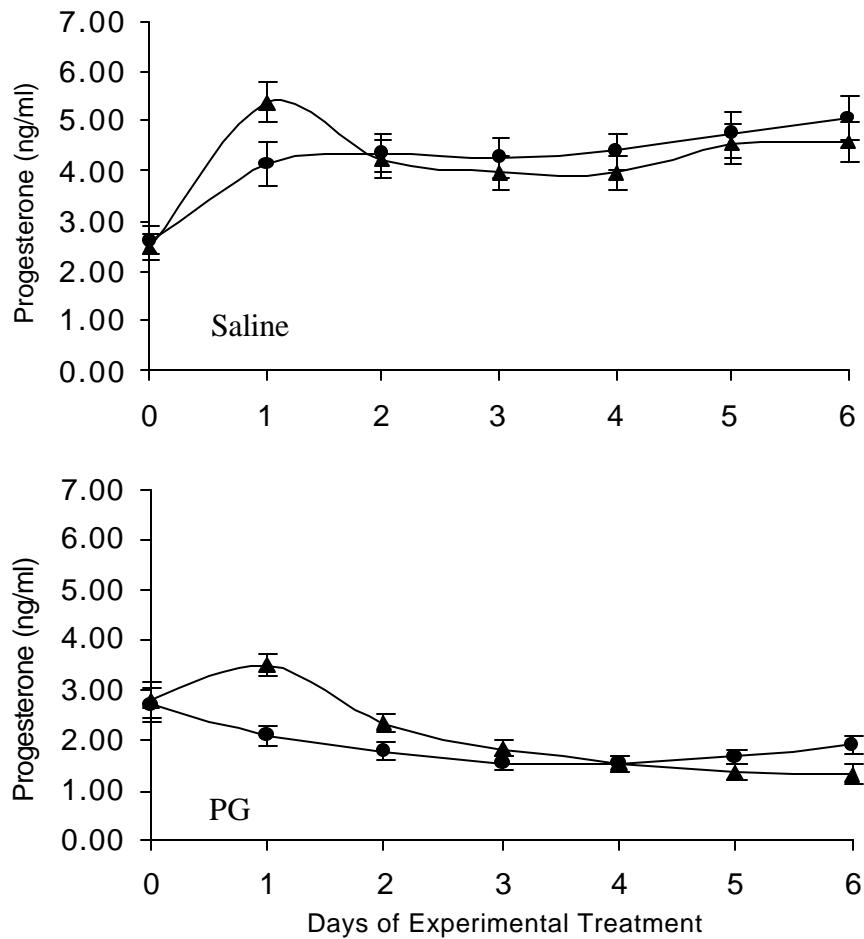 Progesterone (ng/ml)
7.00
6.00
5.00
4.00
3.00
2.00
1.00
0.00
Saline
0 1 2 3 4 5 6
Progesterone (ng/ml)
7.00
6.00
5.00
4.00
3.00
2.00
1.00
0.00
PG
0 1 2 3 4 5 6
Days of Experimental Treatment